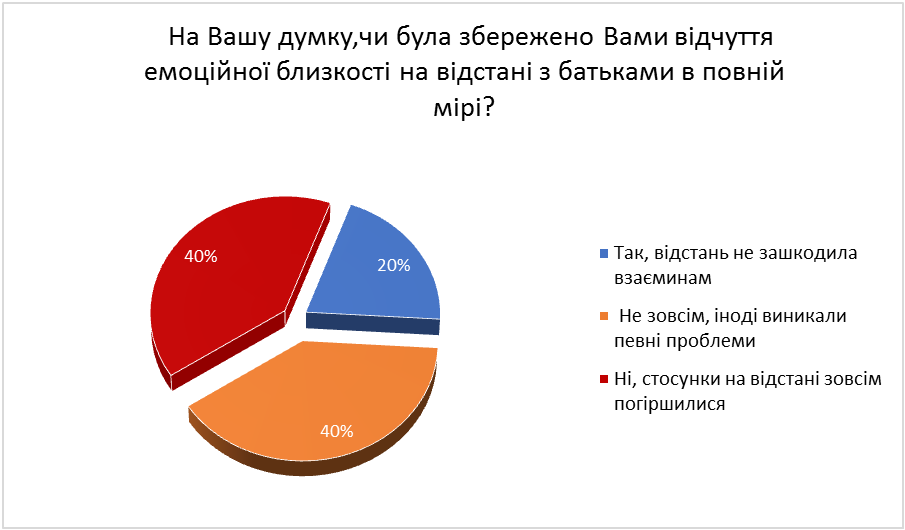 На Вашу думку,чи була збережено Вами відчуття
емоційної близкості на відстані з батьками в повній
мірі?
40%
20%
40%
Так, відстань не зашкодила
взаєминам
Не зовсім, іноді виникали
певні проблеми
Ні, стосунки на відстані зовсім
погіршилися